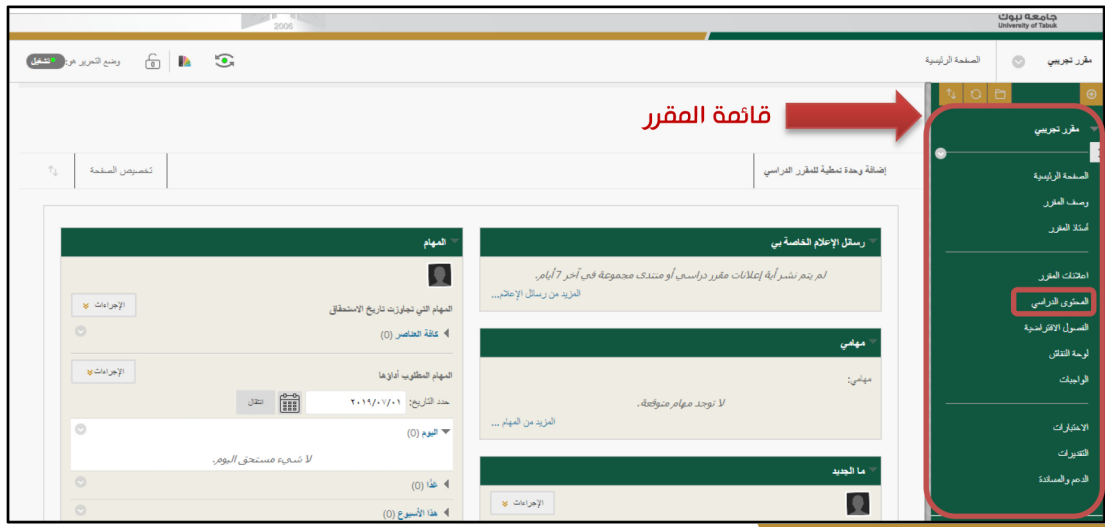 2006
جامعة تبوك
University of Tabuk
مقرر تجريبي
الصفحة الرئيسية
وضع التحرير هو: تشغيل
قائمة المقرر
مقرر تجريبي
الصفحة الرئيسية
وصف المقرر
أستاذ المقرر
اعلانات المقرر
المحتوى الدراسي
الفصول الافتراضية
لوحة النقاش
الواجبات
الاختبارات
التقديرات
الدعم والمساندة
إضافة وحدة نمطية للمقرر الدراسي
تخصيص الصفحة
رسائل الإعلام الخاصة بي
لم يتم نشر أية إعلانات مقرر دراسي أو منتدى مجموعة في آخر 7 أيام.
المزيد من رسائل الإعلام...
مهامي
مهامي:
لا توجد مهام متوقعة.
المزيد من المهام ...
ما الجديد
الإجراءات
المهام
المهام التي تجاوزت تاريخ الاستحقاق
الإجراءات
كافة العناصر (0)
المهام المطلوب أداؤها
الإجراءات
حدد التاريخ: ٢٠١٩/٠٧/٠١ انتقال
اليوم (0)
لا شيء مستحق اليوم.
غدًا (0)
هذا الأسبوع (0)